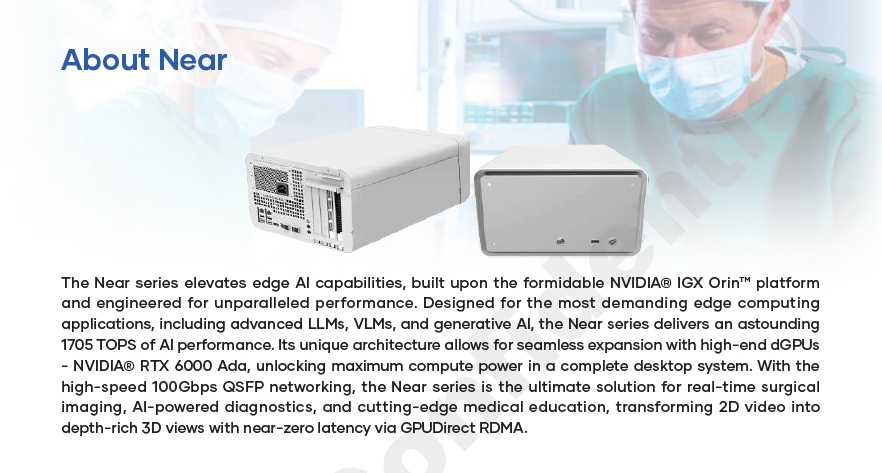 About Near
The Near series elevates edge AI capabilities, built upon the formidable NVIDIA® IGX Orin™ platform
and engineered for unparalleled performance. Designed for the most demanding edge computing
applications, including advanced LLMs, VLMs, and generative AI, the Near series delivers an astounding
1705 TOPS of AI performance. Its unique architecture allows for seamless expansion with high-end dGPUs
- NVIDIA® RTX 6000 Ada, unlocking maximum compute power in a complete desktop system. With the
high-speed 100Gbps QSFP networking, the Near series is the ultimate solution for real-time surgical
imaging, AI-powered diagnostics, and cutting-edge medical education, transforming 2D video into
depth-rich 3D views with near-zero latency via GPUDirect RDMA.
Confidential